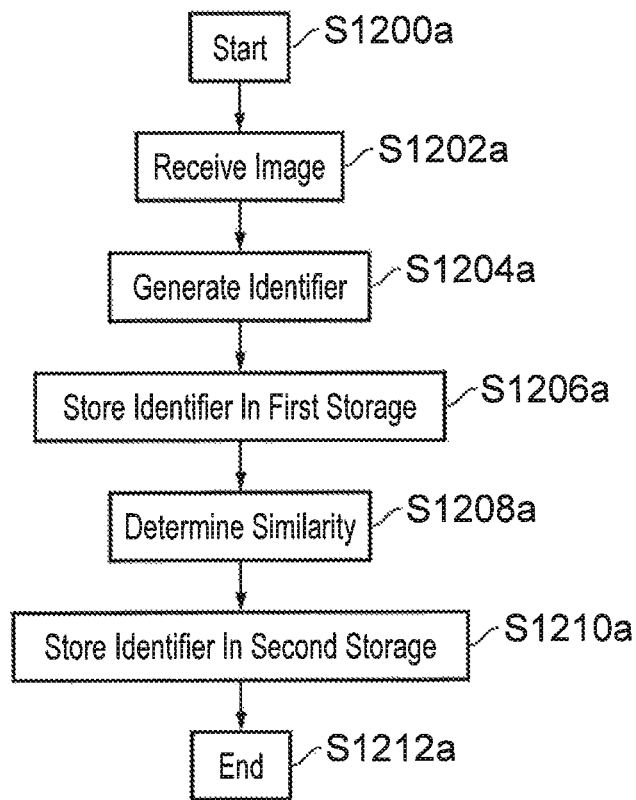 Start
S1200a
Receive Image
S1202a
Generate Identifier
S1204a
Store Identifier In First Storage
S1206a
Determine Similarity
S1208a
Store Identifier In Second Storage
S1210a
End
S1212a